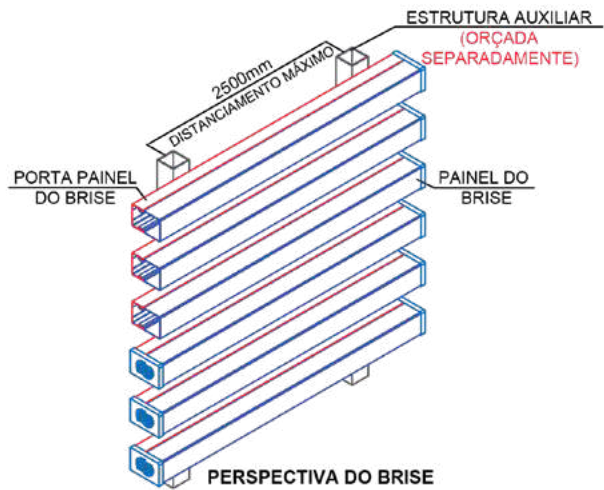 ESTRUTURA AUXILIAR
(ORÇADA
SEPARADAMENTE)
2500mm
DISTANCIAMENTO MÁXIMO
PORTA PAINEL
DO BRISE
PAINEL DO
BRISE
PERSPECTIVA DO BRISE